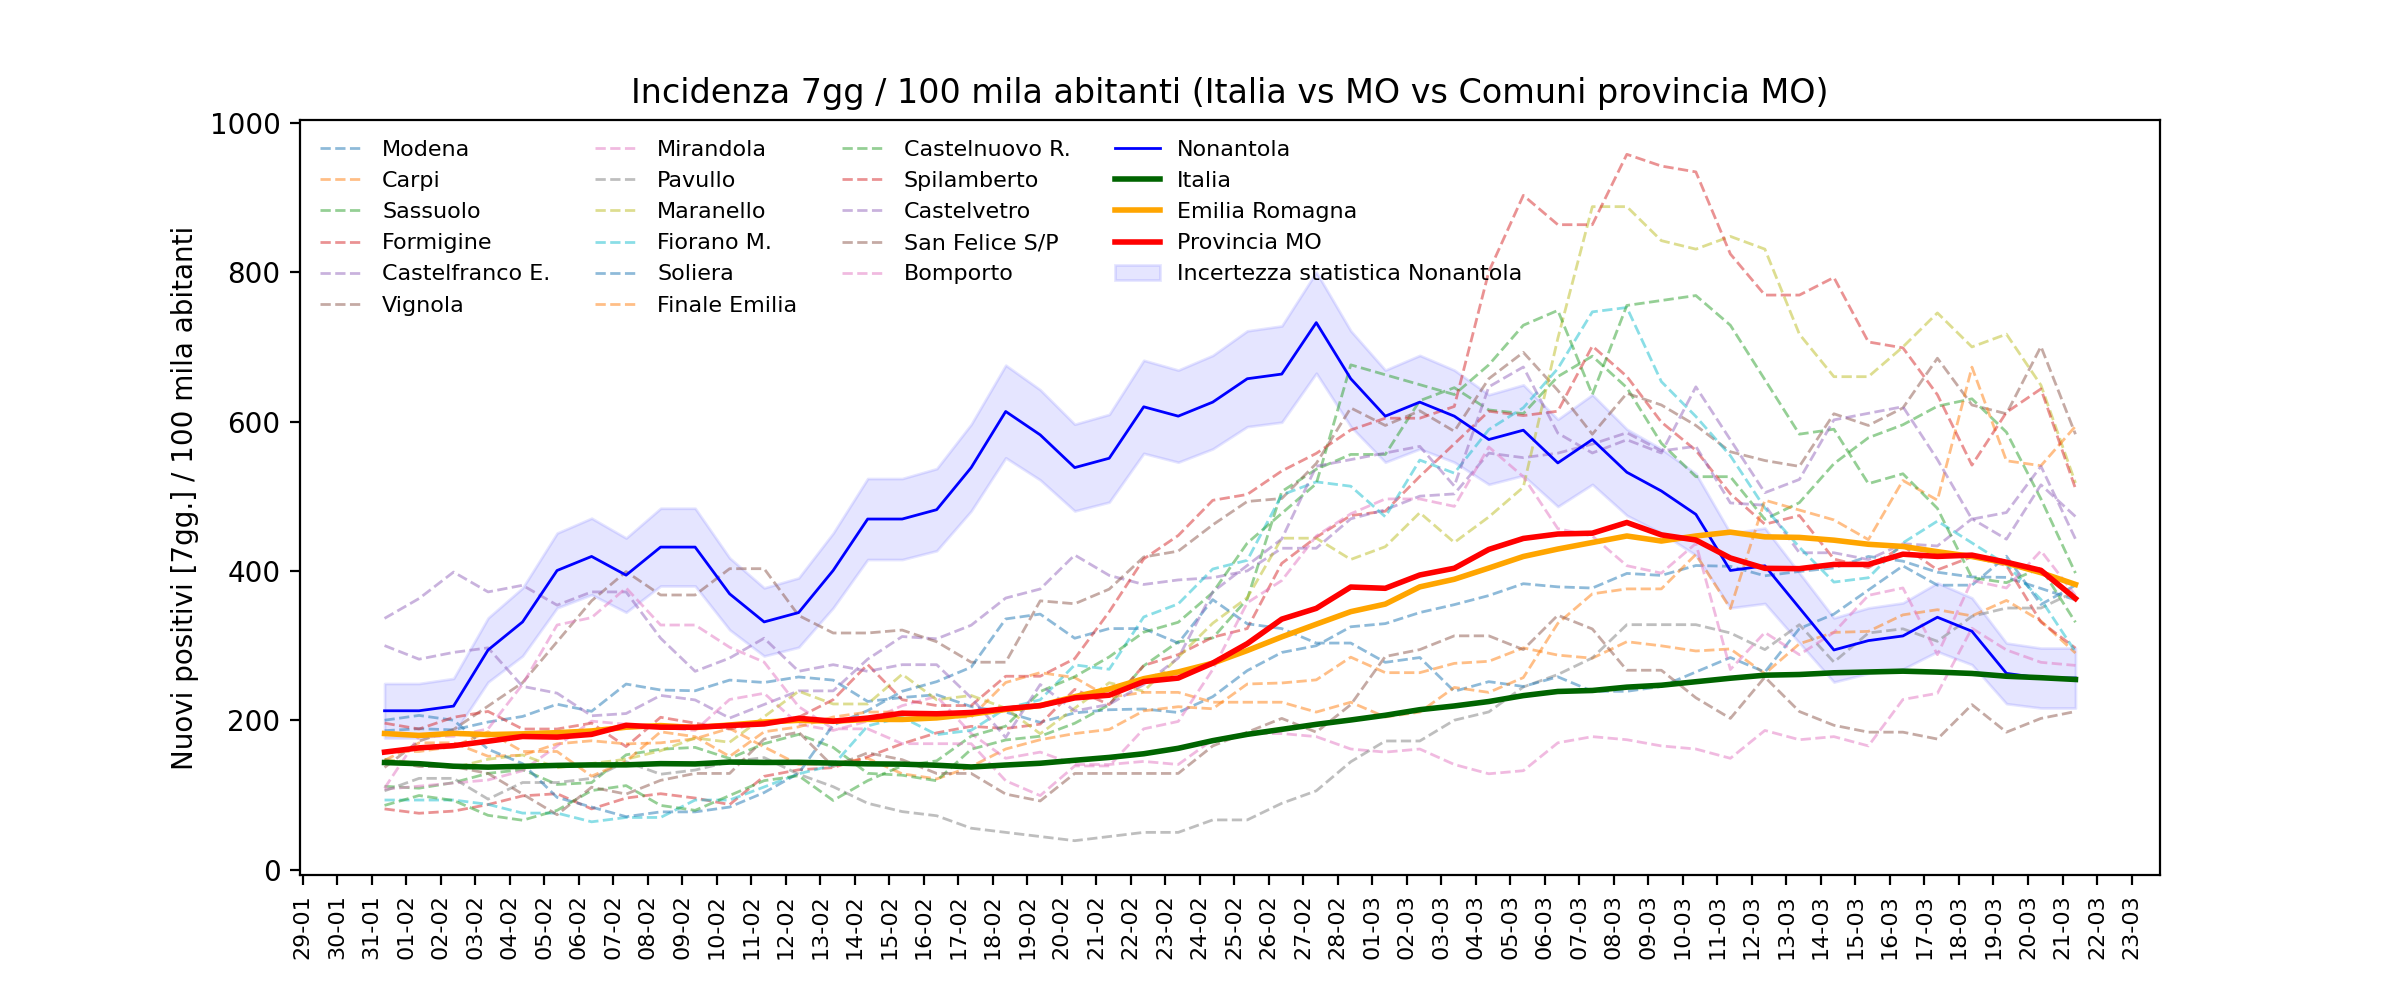 Incidenza 7gg / 100 mila abitanti (Italia vs MO vs Comuni provincia MO)
Nuovi positivi [7gg.] / 100 mila abitanti
1000
800
600
400
200
0
Modena
Carpi
Sassuolo
Formigine
Castelfranco E.
Vignola
Mirandola
Pavullo
Maranello
Fiorano M.
Soliera
Finale Emilia
Castelnuovo R.
Spilamberto
Castelvetro
San Felice S/P
Bomporto
Nonantola
Italia
Emilia Romagna
Provincia MO
Incertezza statistica Nonantola
29-01
30-01
31-01
01-02
02-02
03-02
04-02
05-02
06-02
07-02
08-02
09-02
10-02
11-02
12-02
13-02
14-02
15-02
16-02
17-02
18-02
19-02
20-02
21-02
22-02
23-02
24-02
25-02
26-02
27-02
28-02
01-03
02-03
03-03
04-03
05-03
06-03
07-03
08-03
09-03
10-03
11-03
12-03
13-03
14-03
15-03
16-03
17-03
18-03
19-03
20-03
21-03
22-03
23-03